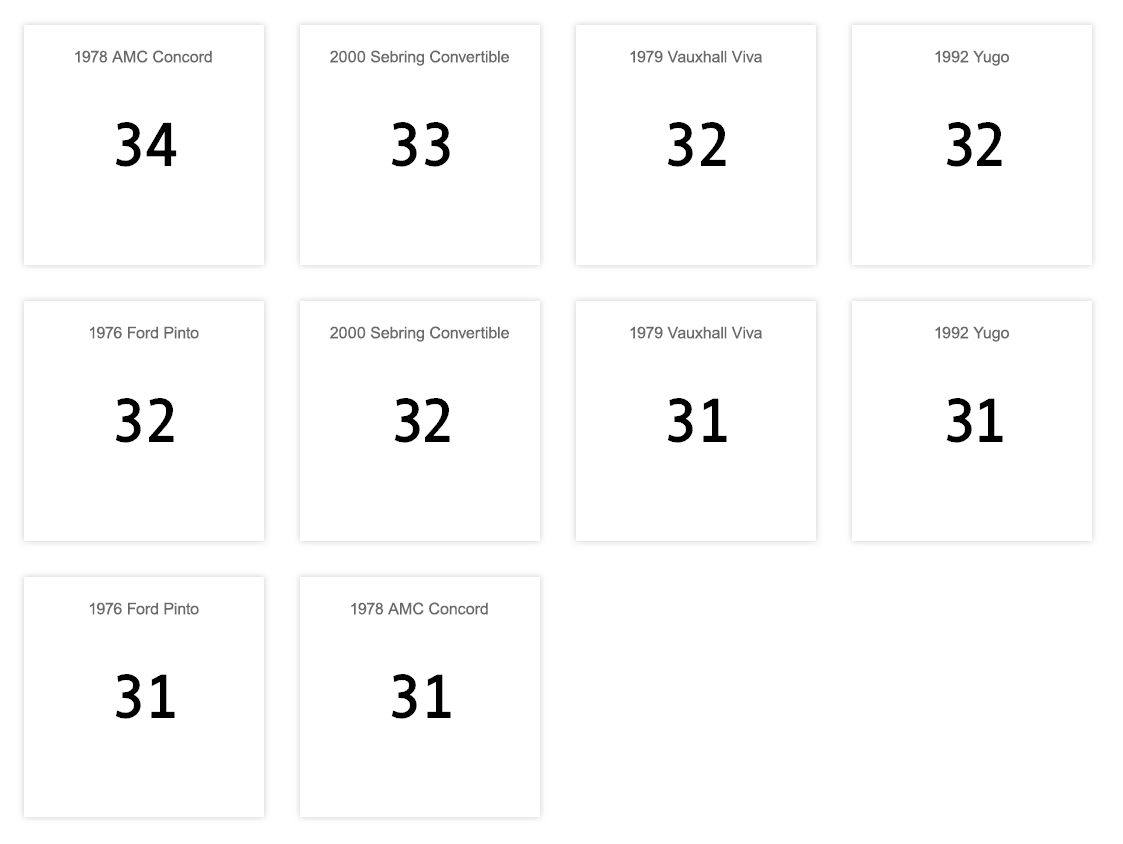 1978 AMC Concord
34
2000 Sebring Convertible
33
1979 Vauxhall Viva
32
1992 Yugo
32
1976 Ford Pinto
32
2000 Sebring Convertible
32
1979 Vauxhall Viva
31
1992 Yugo
31
1976 Ford Pinto
31
1978 AMC Concord
31